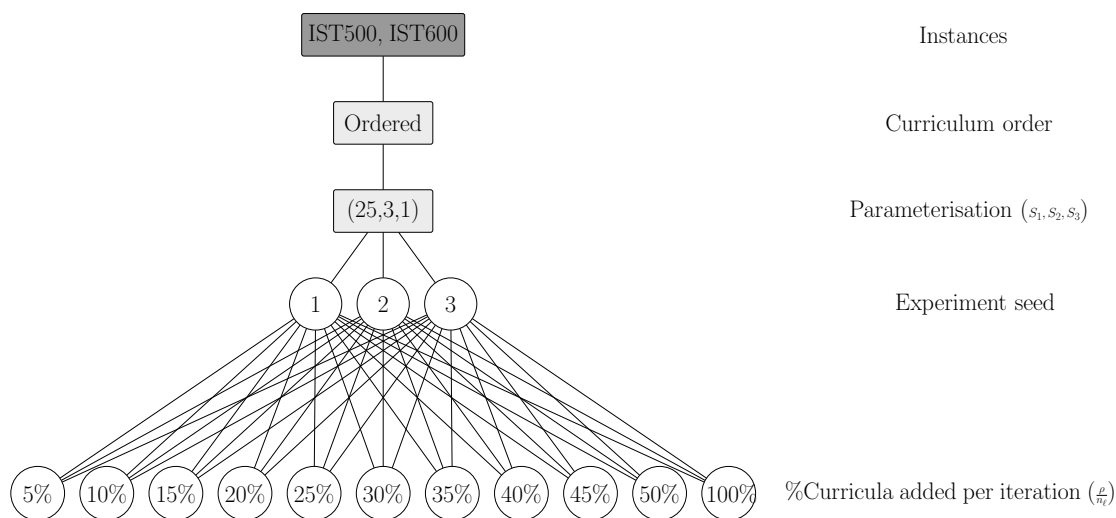 IST500, IST600 Instances
Ordered Curriculum order
(25,3,1) Parameterisation (S₁,S₂,S₃)
1 2 3 Experiment seed
5% 10% 15% 20% 25% 30% 35% 40% 45% 50% 100% %Curricula added per iteration (ρ/n_ℓ)